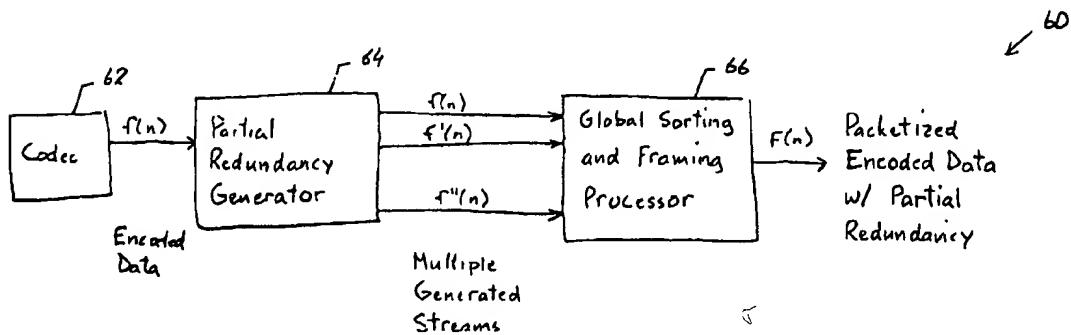 60
62
64
66
Codec
f(n)
Partial
Redundancy
Generator
f(n)
f'(n)
f"(n)
Global Sorting
and Framing
Processor
F(n)
Packetized
Encoded Data
w/ Partial
Redundancy
Encoded
Data
Multiple
Generated
Streams